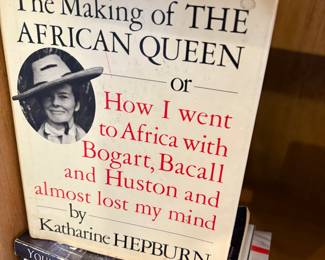 The Making of THE
AFRICAN QUEEN
or
How I went
to Africa with
Bogart, Bacall
and Huston and
almost lost my mind
by
Katharine HEPBURN
YOU